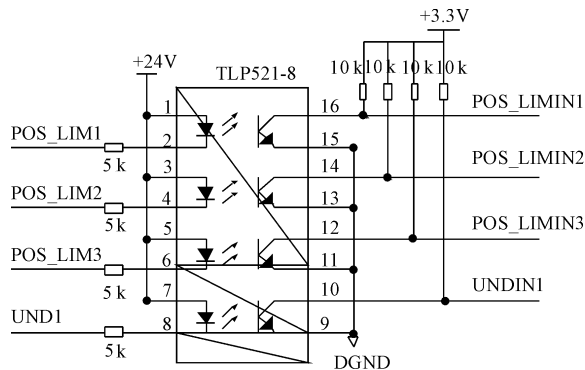 +3.3V
+24V
TLP521-8
10 k 10 k 10 k 10 k
1
16
POS_LIMIN1
POS_LIM1
2
15
5 k
3
14
POS_LIMIN2
POS_LIM2
4
13
5 k
5
12
POS_LIMIN3
POS_LIM3
6
11
5 k
7
10
UNDIN1
UND1
8
9
5 k
DGND